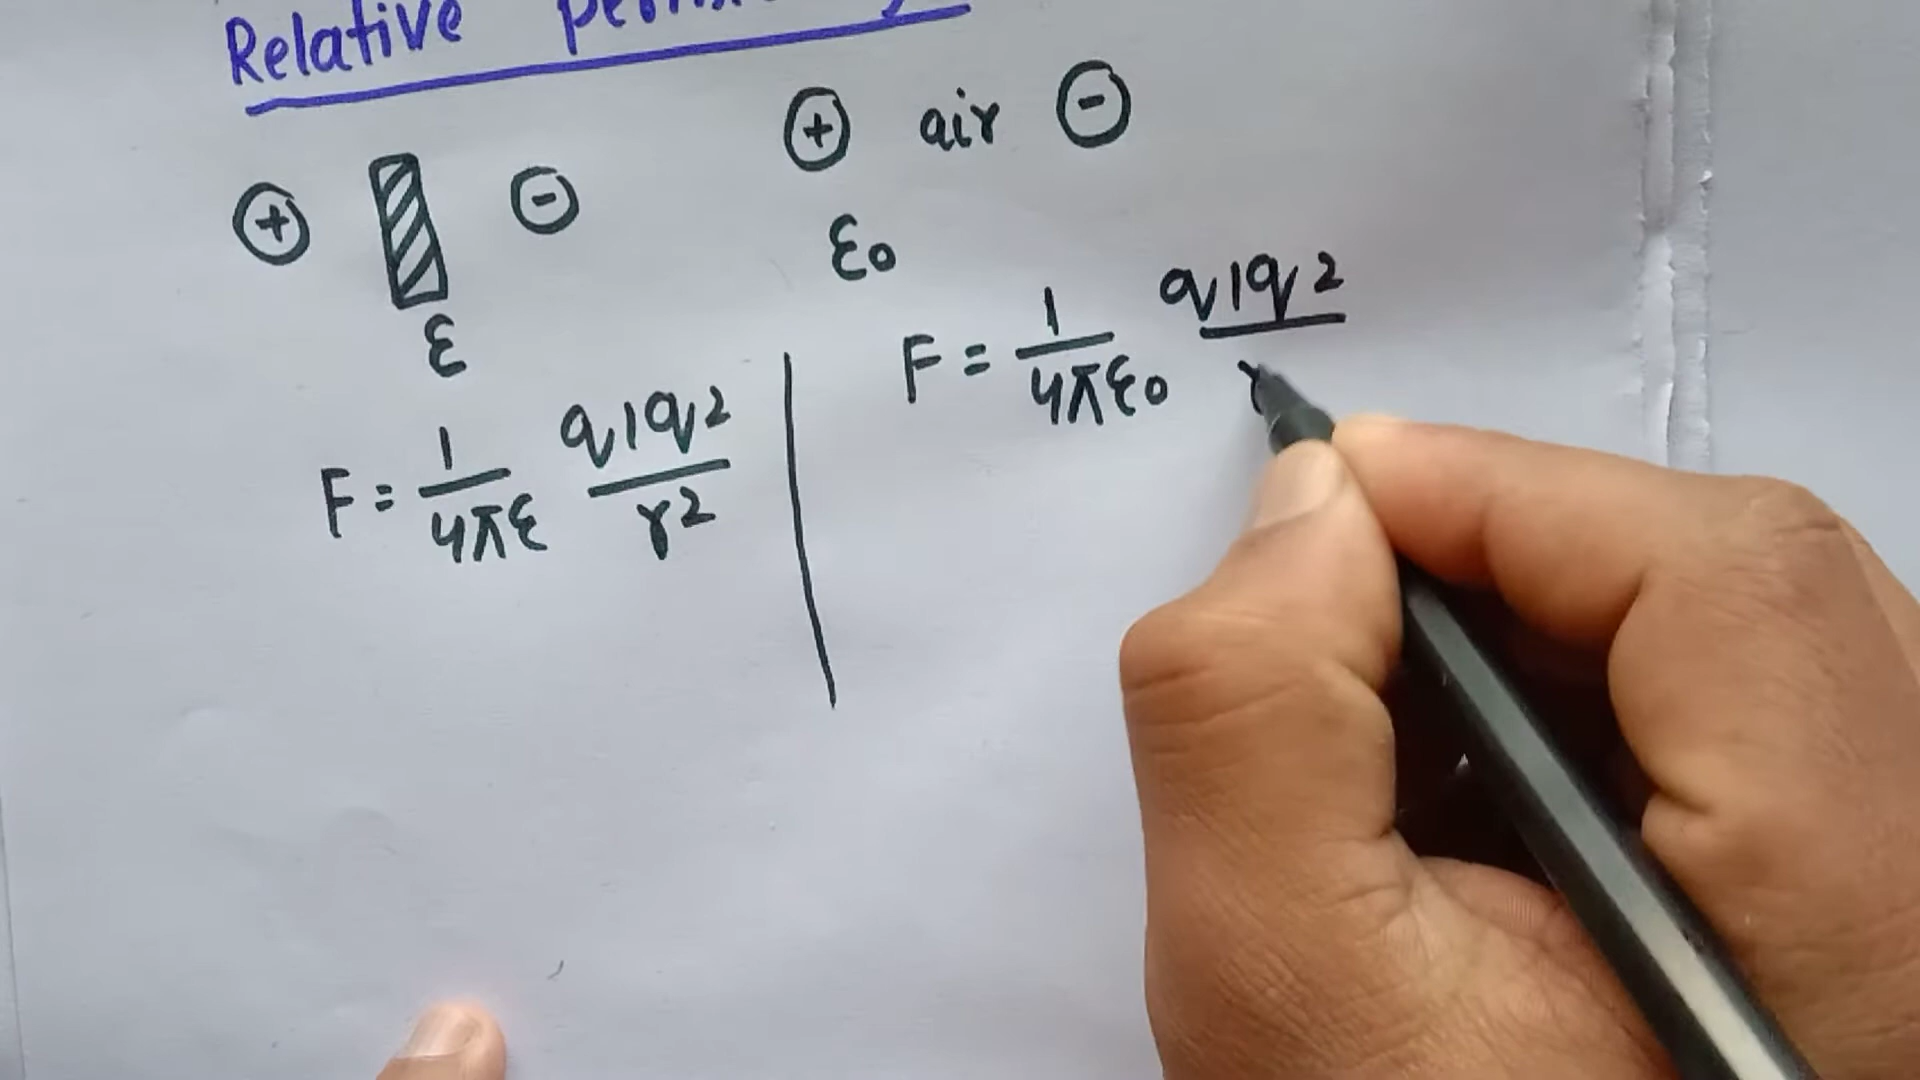 Relative
+ air -
+ -
ε0
ε
F = 1/4πε0 q1q2/r
F = 1/4πε q1q2/r2